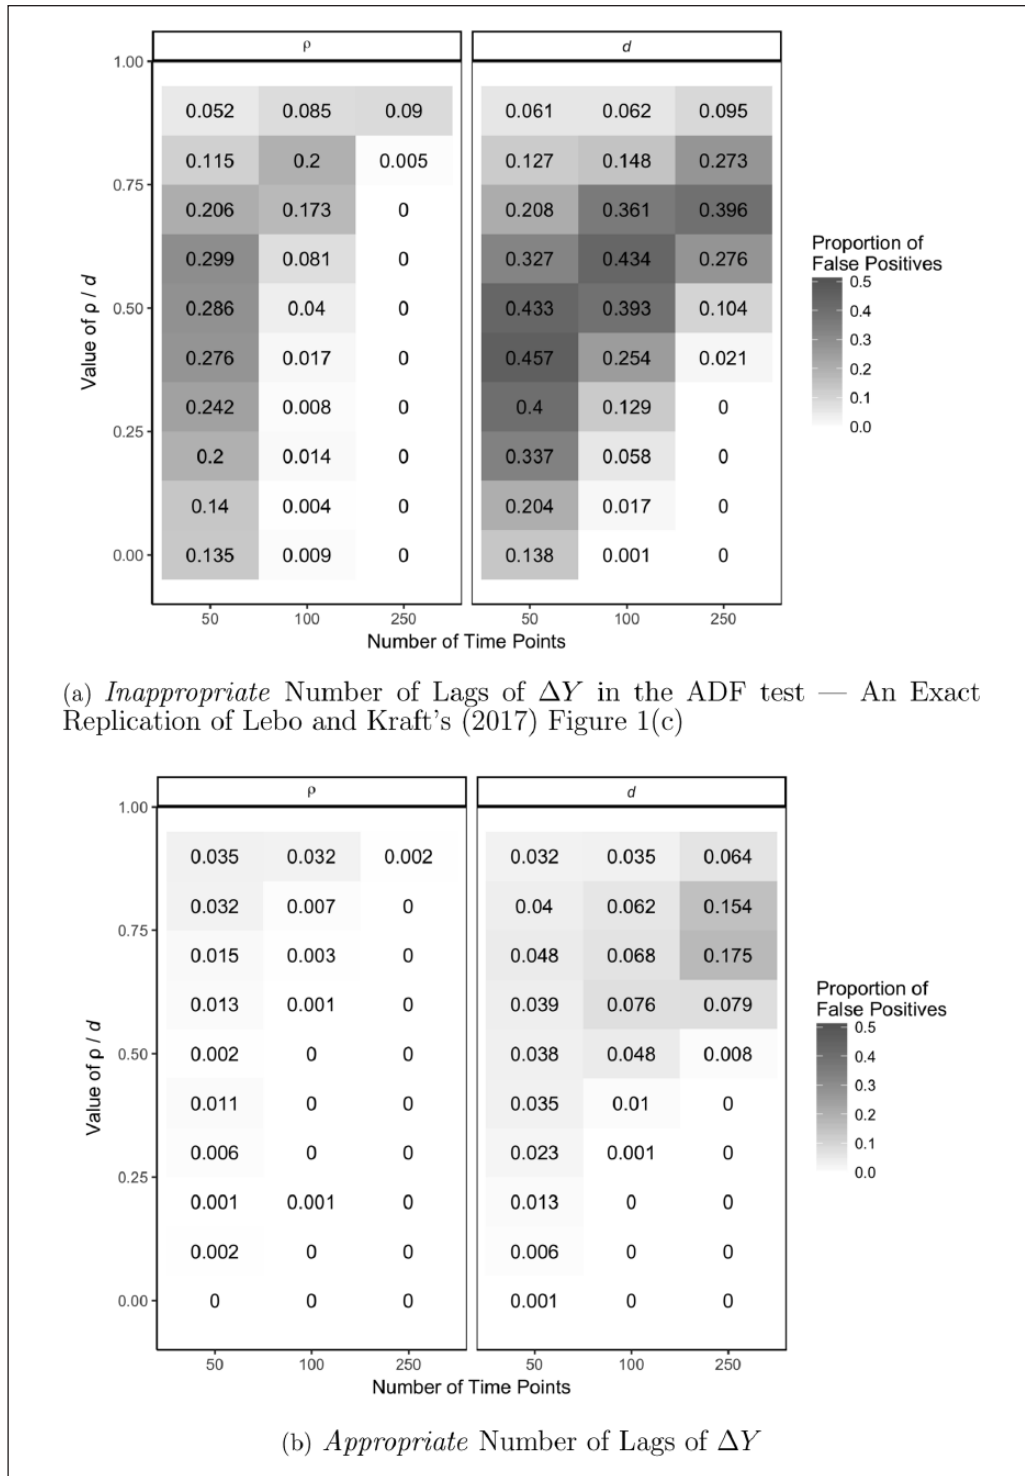 ρ d
1.00
0.052 0.085 0.09 0.061 0.062 0.095
0.115 0.2 0.005 0.127 0.148 0.273
0.75
0.206 0.173 0 0.208 0.361 0.396
0.299 0.081 0 0.327 0.434 0.276
0.50
0.286 0.04 0 0.433 0.393 0.104
0.276 0.017 0 0.457 0.254 0.021
0.242 0.008 0 0.4 0.129 0
0.25
0.2 0.014 0 0.337 0.058 0
0.14 0.004 0 0.204 0.017 0
0.00 0.135 0.009 0 0.138 0.001 0
50 100 250 50 100 250
Number of Time Points
Value of ρ / d
Proportion of
False Positives
0.5
0.4
0.3
0.2
0.1
0.0
(a) Inappropriate Number of Lags of ΔY in the ADF test — An Exact
Replication of Lebo and Kraft's (2017) Figure 1(c)
ρ d
1.00
0.035 0.032 0.002 0.032 0.035 0.064
0.032 0.007 0 0.04 0.062 0.154
0.75
0.015 0.003 0 0.048 0.068 0.175
0.013 0.001 0 0.039 0.076 0.079
0.50 0.002 0 0 0.038 0.048 0.008
0.011 0 0 0.035 0.01 0
0.006 0 0 0.023 0.001 0
0.25
0.001 0.001 0 0.013 0 0
0.002 0 0 0.006 0 0
0.00 0 0 0 0.001 0 0
50 100 250 50 100 250
Number of Time Points
Value of ρ / d
Proportion of
False Positives
0.5
0.4
0.3
0.2
0.1
0.0
(b) Appropriate Number of Lags of ΔY